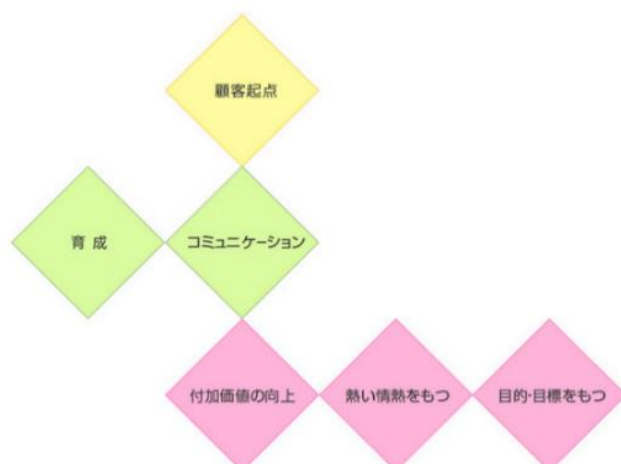 顧客起点
育成
コミュニケーション
付加価値の向上
熱い情熱をもつ
目的・目標をもつ